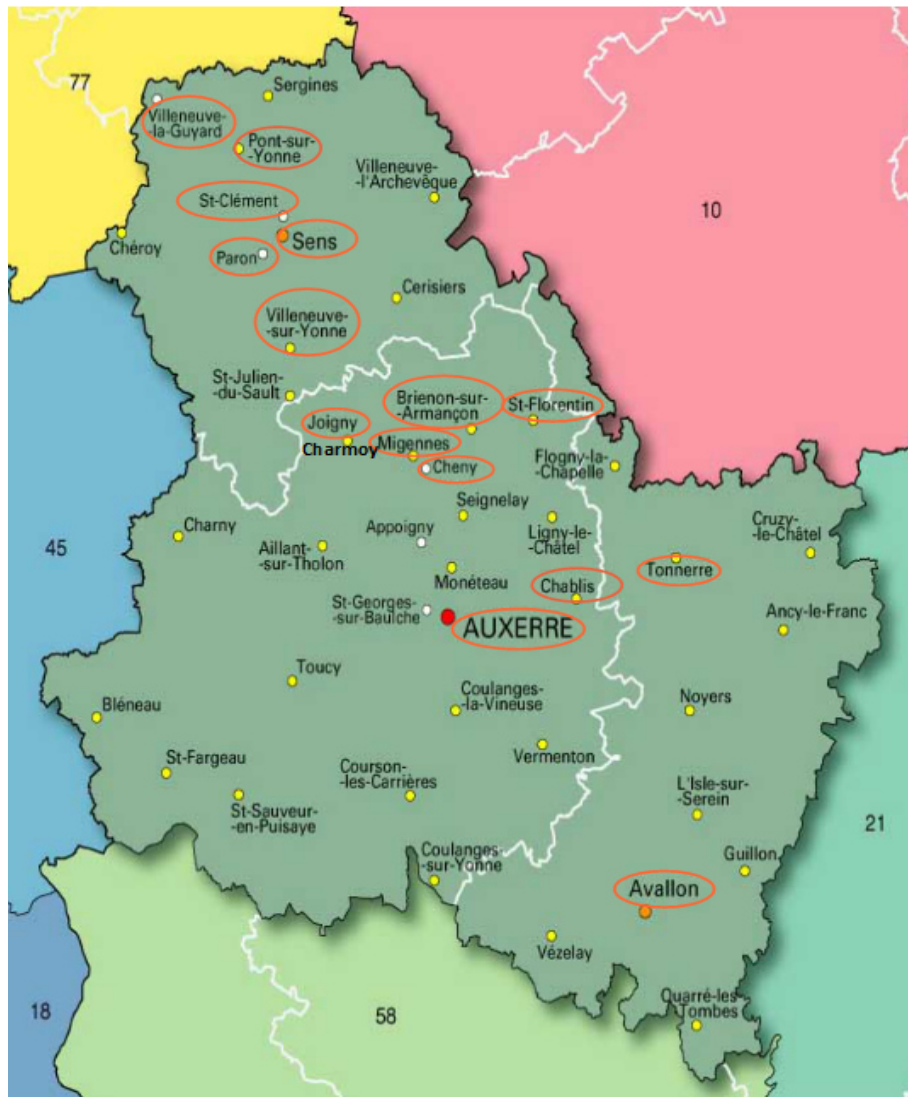 77
Sergines
Villeneuve-
-la-Guyard
Pont-sur-
-Yonne
Villeneuve-
-l'Archevêque
St-Clément
10
Chéroy
Sens
Paron
Cerisiers
Villeneuve-
-sur-Yonne
St-Julien-
-du-Sault
Brienon-sur-
-Armançon
St-Florentin
Joigny
Charmoy
Migennes
Cheny
Flogny-la-
-Chapelle
Seignelay
Charny
Appoigny
Ligny-le-
-Châtel
Cruzy-
-le-Châtel
45
Aillant-
-sur-Tholon
Monéteau
Chablis
Tonnerre
St-Georges-
-sur-Baulche
AUXERRE
Ancy-le-Franc
Toucy
Bléneau
Coulanges-
-la-Vineuse
Noyers
Vermenton
St-Fargeau
Courson-
-les-Carrières
L'Isle-sur-
-Serein
St-Sauveur-
-en-Puisaye
21
Coulanges-
-sur-Yonne
Guillon
Avallon
Vézelay
Quarré-les-
-Tombes
18
58